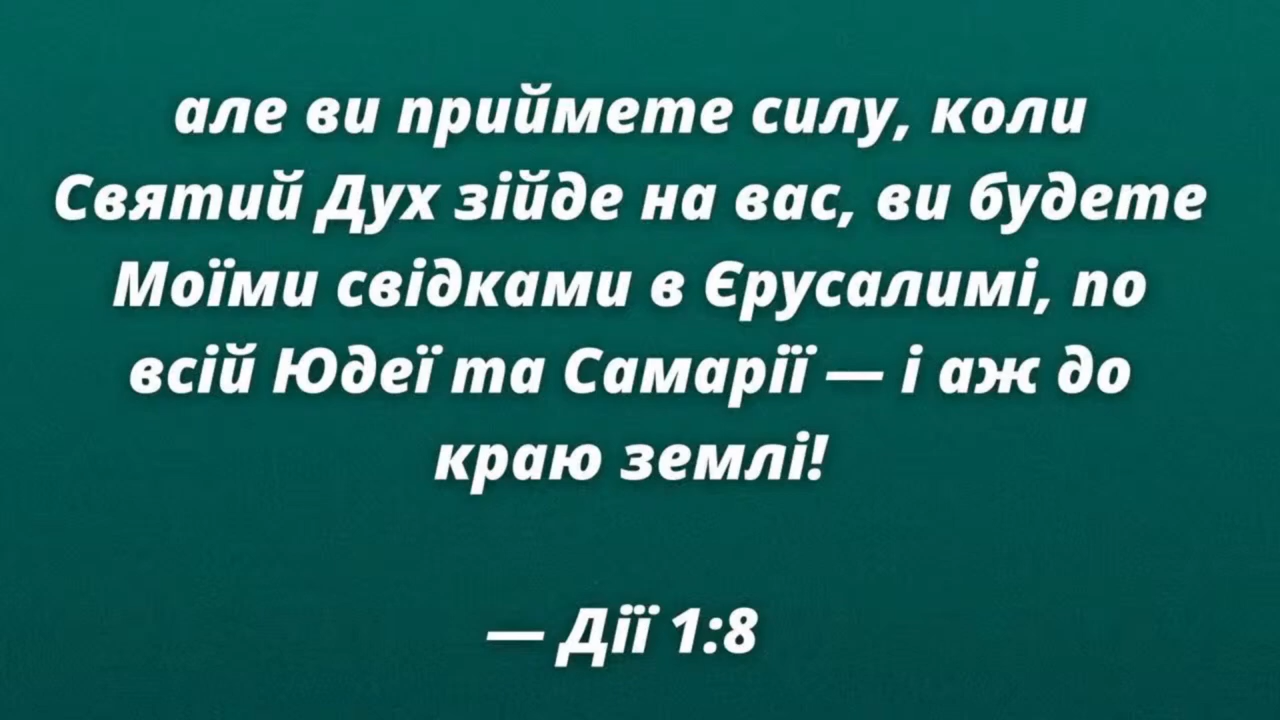 але ви приймете силу, коли
Святий Дух зійде на вас, ви будете
Моїми свідками в Єрусалимі, по
всій Юдеї та Самарії — і аж до
краю землі!
— Дії 1:8